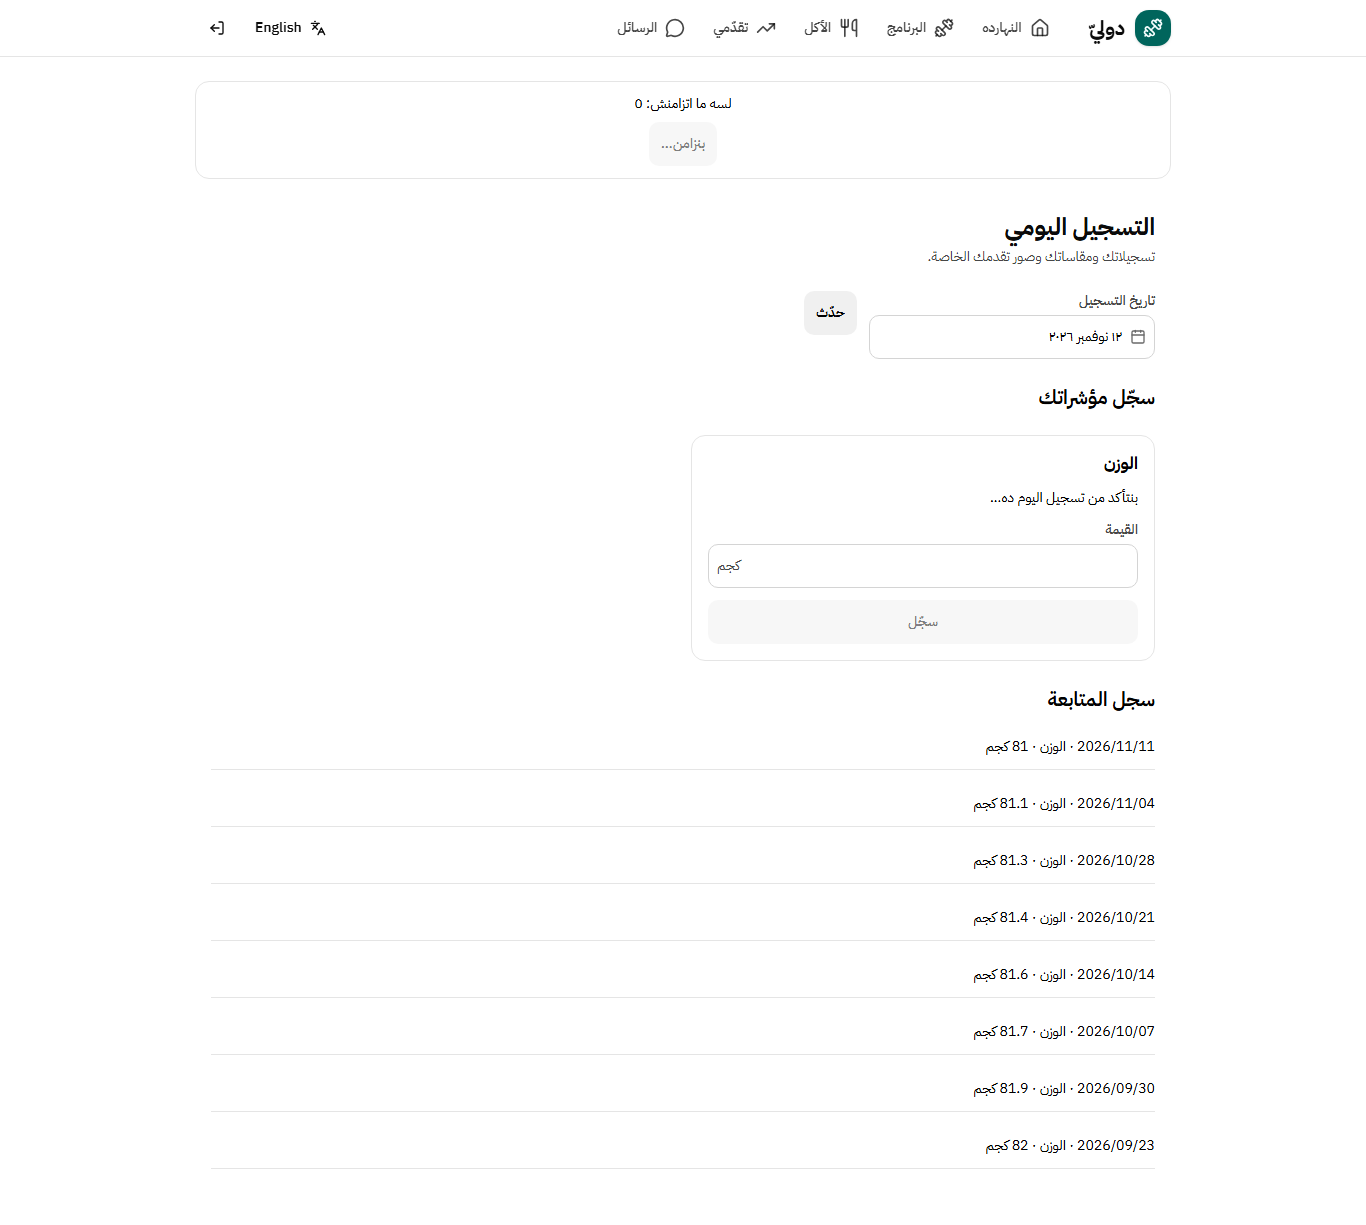 دوليّ
النهارده
البرنامج
الأكل
تقدّمي
الرسائل
English
لسه ما اتزامنش: 0
بنزامن...
التسجيل اليومي
تسجيلاتك ومقاساتك وصور تقدمك الخاصة.
تاريخ التسجيل
١٢ نوفمبر ٢٠٢٦
حدّث
سجّل مؤشراتك
الوزن
بنتأكد من تسجيل اليوم ده...
القيمة
كجم
سجّل
سجل المتابعة
2026/11/11 · الوزن · 81 كجم
2026/11/04 · الوزن · 81.1 كجم
2026/10/28 · الوزن · 81.3 كجم
2026/10/21 · الوزن · 81.4 كجم
2026/10/14 · الوزن · 81.6 كجم
2026/10/07 · الوزن · 81.7 كجم
2026/09/30 · الوزن · 81.9 كجم
2026/09/23 · الوزن · 82 كجم